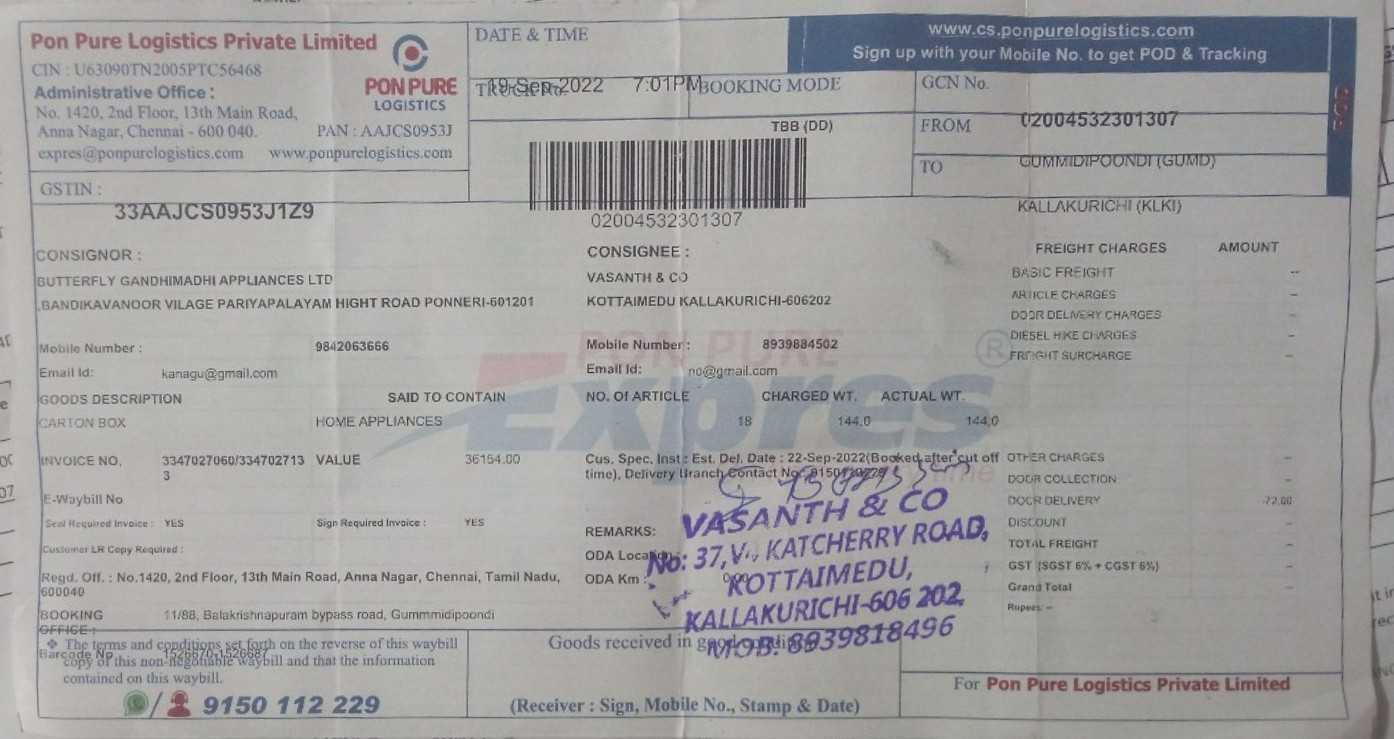 Pon Pure Logistics Private Limited
CIN : U63090TN2005PTC56468
Administrative Office :
No. 1420, 2nd Floor, 13th Main Road,
Anna Nagar, Chennai - 600 040. PAN : AAJCS0953J
expres@ponpurelogistics.com www.ponpurelogistics.com
PON PURE
LOGISTICS
GSTIN :
33AAJCS0953J1Z9
DATE & TIME
19-Sep-2022 7:01PM
TRUCK No.
BOOKING MODE
TBB (DD)
02004532301307
www.cs.ponpurelogistics.com
Sign up with your Mobile No. to get POD & Tracking
GCN No.
02004532301307
FROM
GUMMIDIPOONDI (GUMD)
TO
KALLAKURICHI (KLKI)
CONSIGNOR :
BUTTERFLY GANDHIMADHI APPLIANCES LTD
,BANDIKAVANOOR VILAGE PARIYAPALAYAM HIGHT ROAD PONNERI-601201
Mobile Number : 9842063666
Email Id: kanagu@gmail.com
CONSIGNEE :
VASANTH & CO
KOTTAIMEDU KALLAKURICHI-606202
Mobile Number : 8939884502
Email Id: no@gmail.com
FREIGHT CHARGES AMOUNT
BASIC FREIGHT --
ARTICLE CHARGES --
DOOR DELIVERY CHARGES --
DIESEL HIKE CHARGES --
FREIGHT SURCHARGE --
PON PURE
Expres
GOODS DESCRIPTION SAID TO CONTAIN NO. Of ARTICLE CHARGED WT. ACTUAL WT.
CARTON BOX HOME APPLIANCES 18 144.0 144.0
INVOICE NO. 3347027060/334702713 VALUE 36154.00
3
E-Waybill No
Seal Required Invoice : YES Sign Required Invoice : YES
Customer LR Copy Required :
Regd. Off. : No.1420, 2nd Floor, 13th Main Road, Anna Nagar, Chennai, Tamil Nadu,
600040
BOOKING 11/88, Balakrishnapuram bypass road, Gummmidipoondi
OFFICE :
Barcode No. 1526670-1526687
Cus. Spec. Inst : Est. Del. Date : 22-Sep-2022(Booked after cut off
time), Delivery Branch Contact No:
REMARKS:
ODA Location :
ODA Km : 0.00
VASANTH & CO
No: 37, KATCHERRY ROAD,
KOTTAIMEDU,
KALLAKURICHI-606 202.
MOB: 8939818496
OTHER CHARGES --
DOOR COLLECTION --
DOOR DELIVERY -72.00
DISCOUNT --
TOTAL FREIGHT --
GST (SGST 6% + CGST 6%) --
Grand Total --
Rupees: --
❖ The terms and conditions set forth on the reverse of this waybill
copy of this non-negotiable waybill and that the information
contained on this waybill.
9150 112 229
Goods received in good
(Receiver : Sign, Mobile No., Stamp & Date)
For Pon Pure Logistics Private Limited